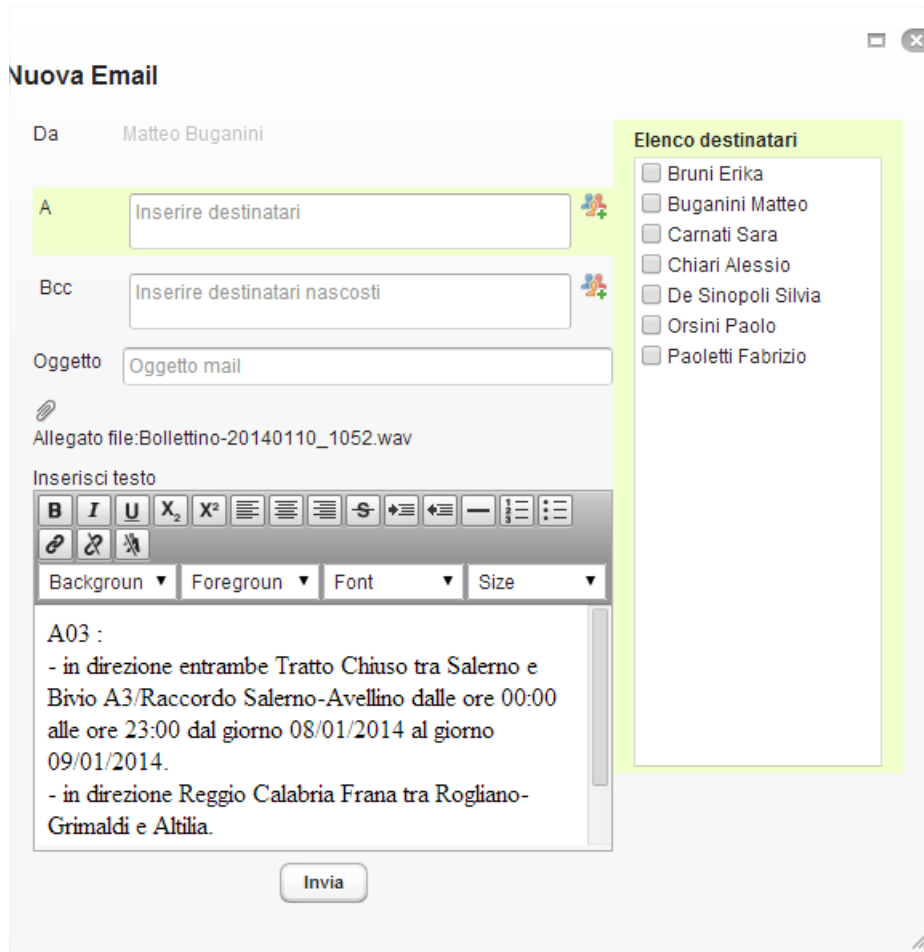 Nuova Email
Da Matteo Buganini
A Inserire destinatari
Bcc Inserire destinatari nascosti
Oggetto Oggetto mail
Allegato file:Bollettino-20140110_1052.wav
Inserisci testo
B I U X₂ X² S
Backgroun Foregroun Font Size
A03 :
- in direzione entrambe Tratto Chiuso tra Salerno e
Bivio A3/Raccordo Salerno-Avellino dalle ore 00:00
alle ore 23:00 dal giorno 08/01/2014 al giorno
09/01/2014.
- in direzione Reggio Calabria Frana tra Rogliano-
Grimaldi e Altilia.
Invia
Elenco destinatari
Bruni Erika
Buganini Matteo
Carnati Sara
Chiari Alessio
De Sinopoli Silvia
Orsini Paolo
Paoletti Fabrizio